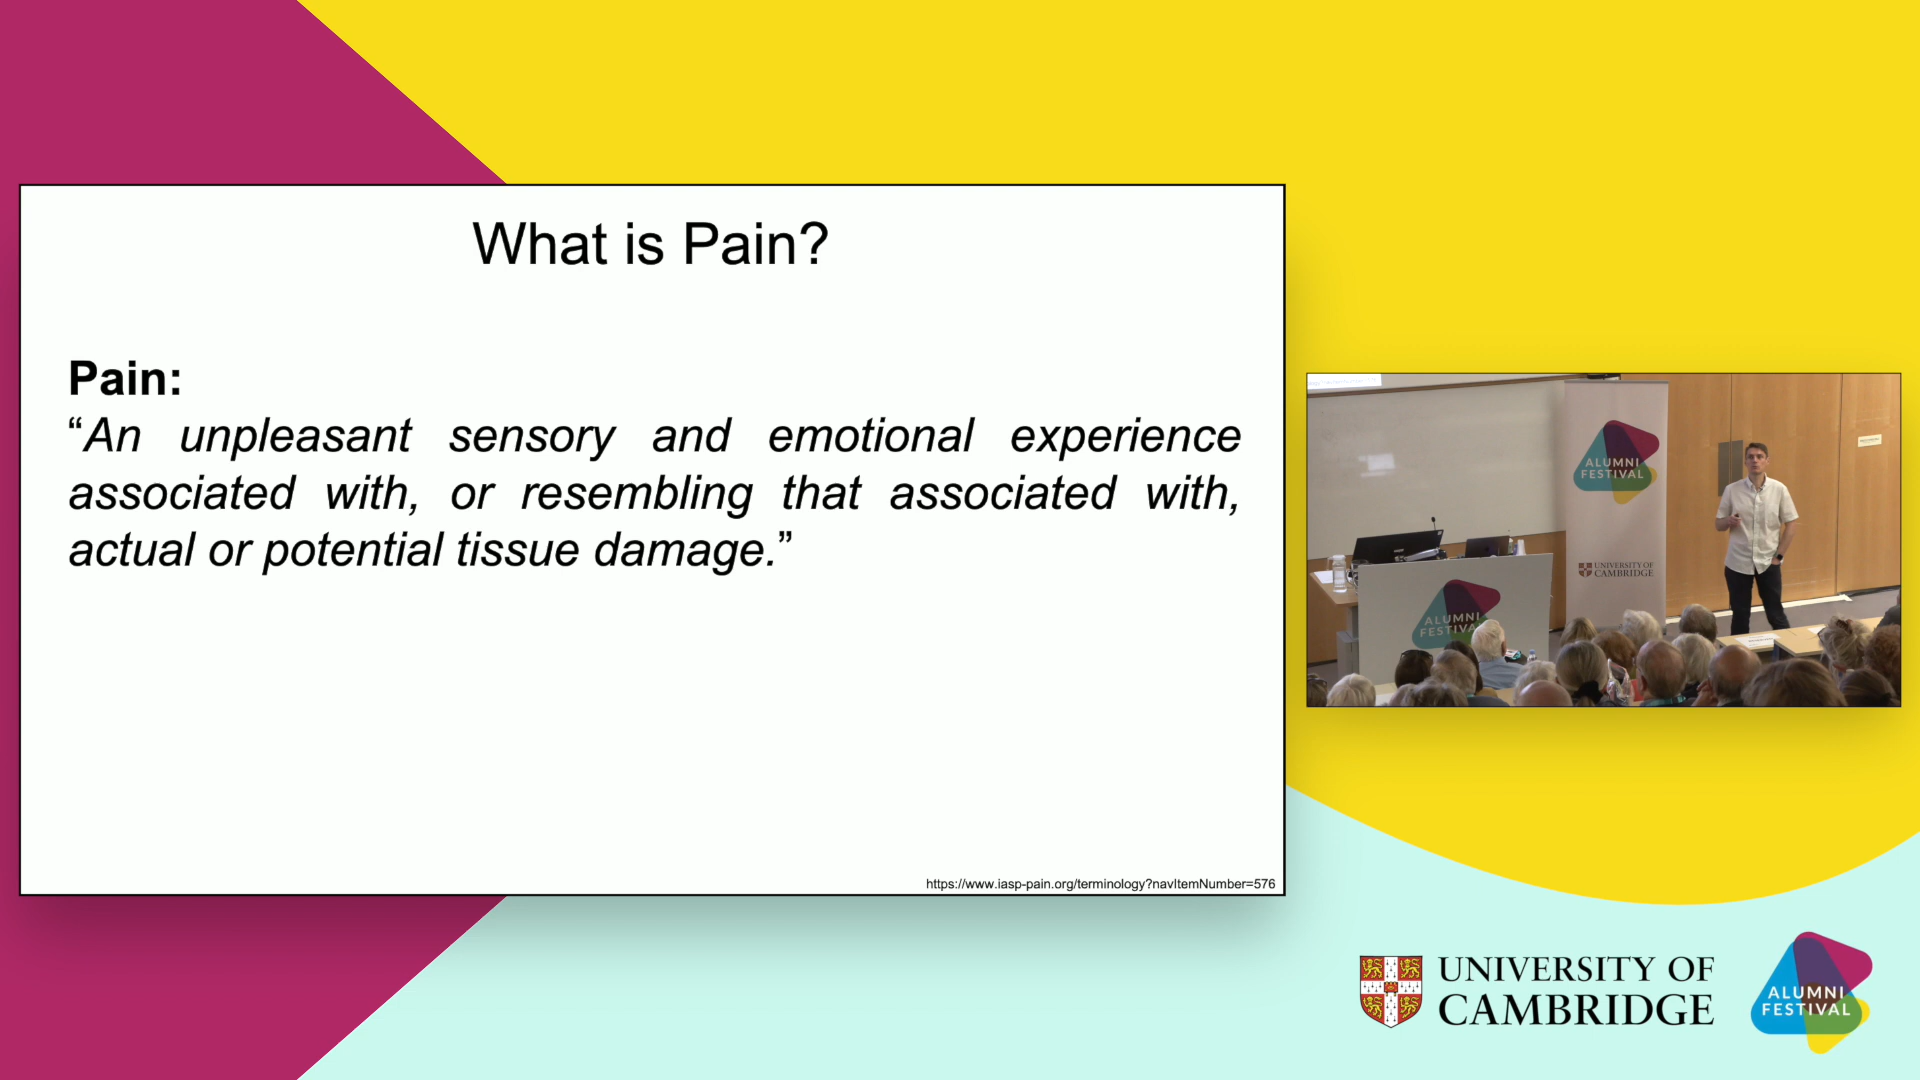 What is Pain?
Pain:
“An unpleasant sensory and emotional experience
associated with, or resembling that associated with,
actual or potential tissue damage.”
https://www.iasp-pain.org/terminology?navItemNumber=576
ALUMNI
FESTIVAL
UNIVERSITY OF
CAMBRIDGE
ALUMNI
FESTIVAL
UNIVERSITY OF
CAMBRIDGE
ALUMNI
FESTIVAL